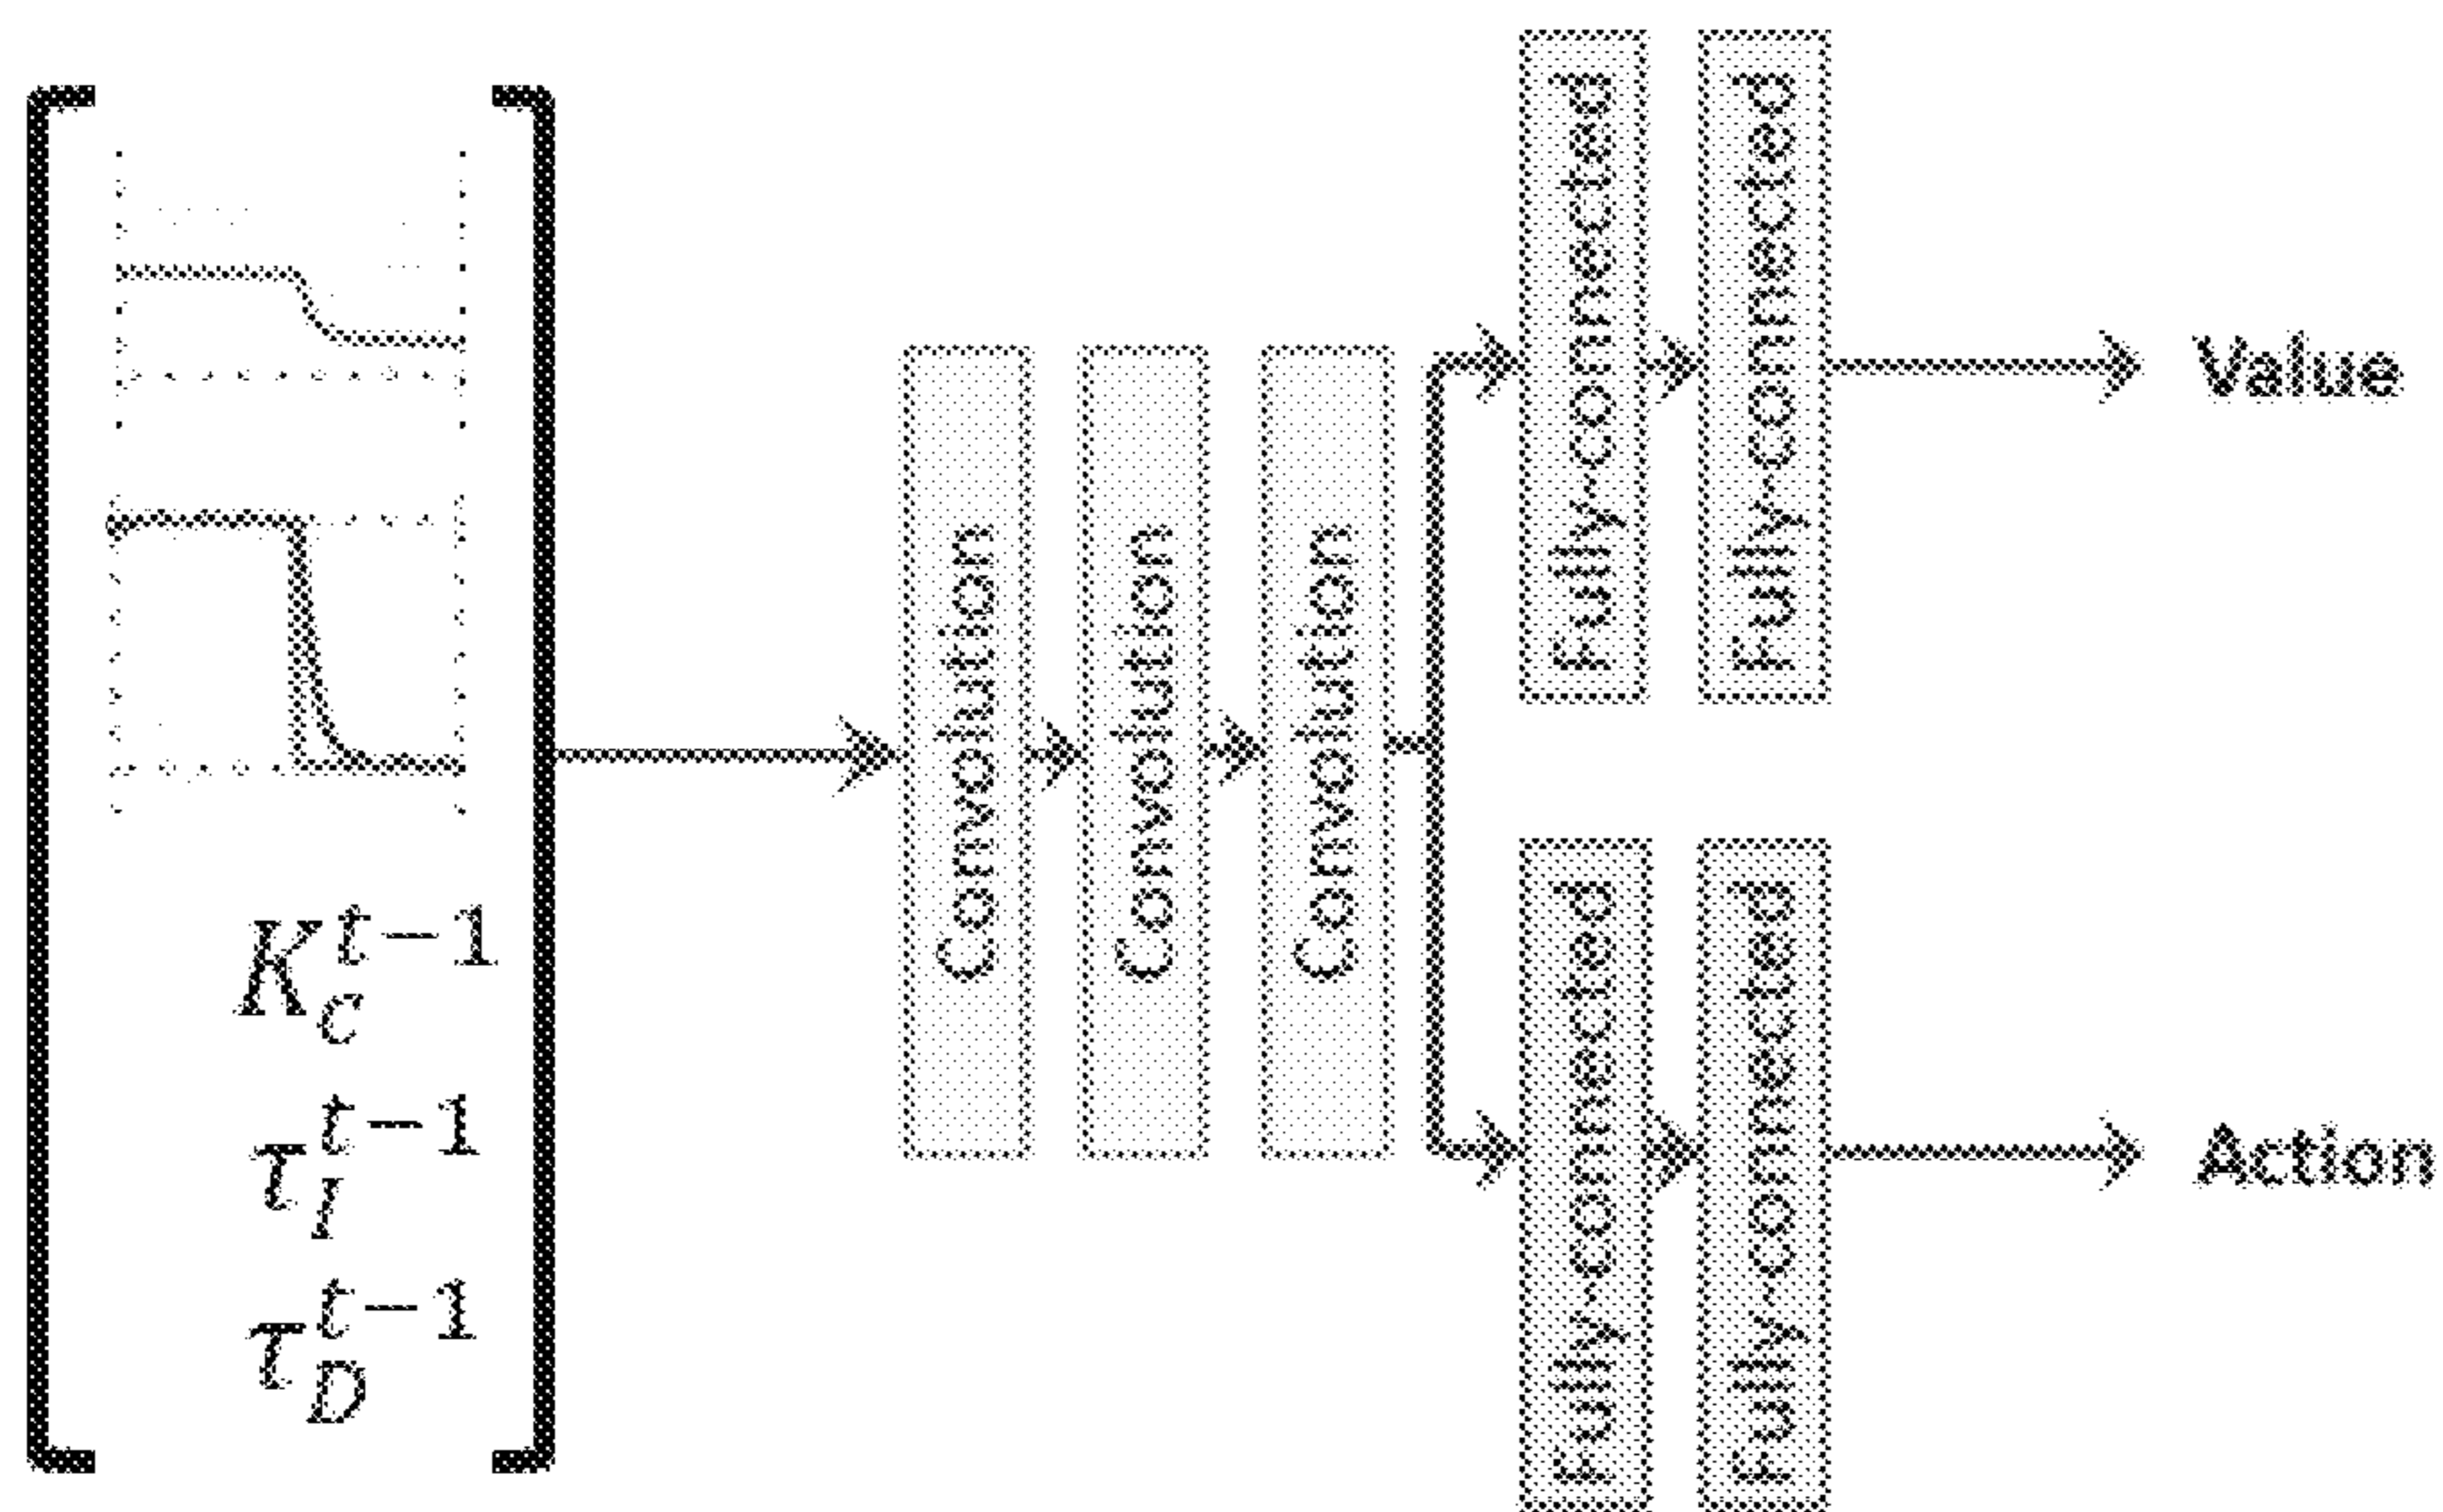 K_c^{t-1}
τ_I^{t-1}
τ_D^{t-1}
Convolution
Convolution
Convolution
Fully-connected
Fully-connected
Value
Fully-connected
Fully-connected
Action